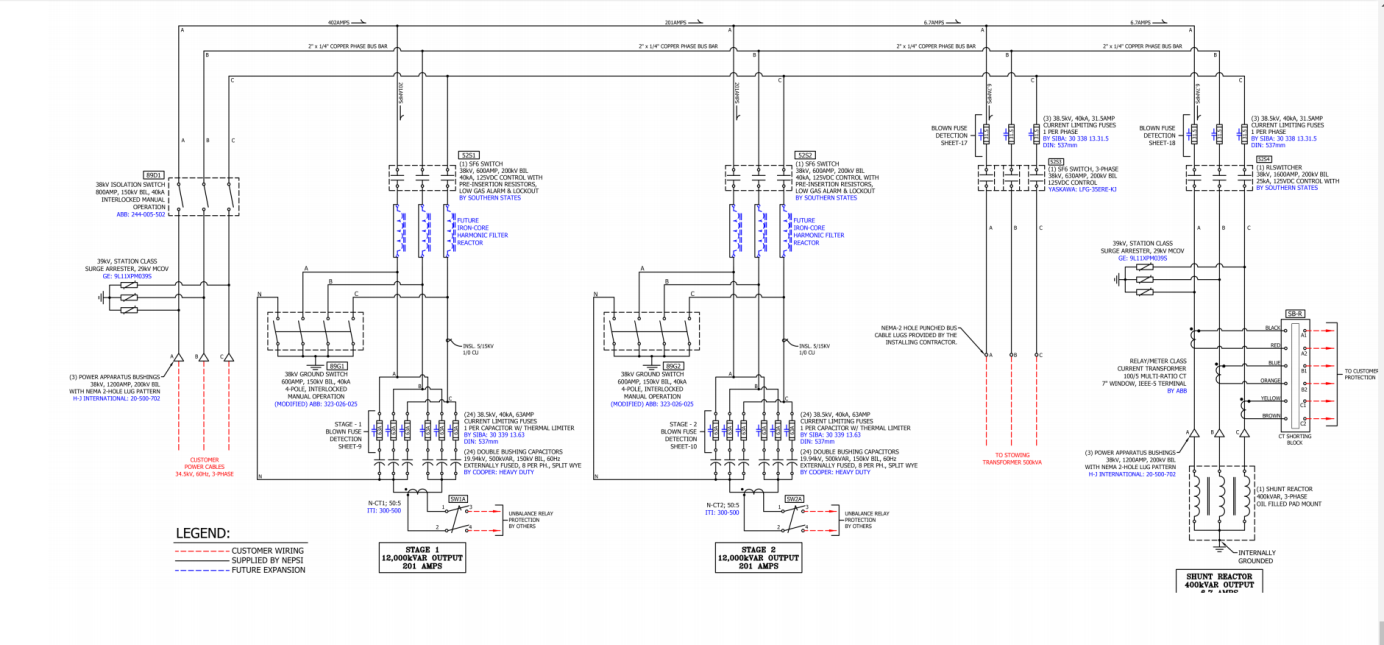 402AMPS
201AMPS
6.7AMPS
6.7AMPS
A
A
A
A
2" x 1/4" COPPER PHASE BUS BAR
2" x 1/4" COPPER PHASE BUS BAR
2" x 1/4" COPPER PHASE BUS BAR
2" x 1/4" COPPER PHASE BUS BAR
B
B
B
B
C
C
C
C
201AMPS
201AMPS
6.7AMPS
6.7AMPS
A
B
C
89D1
38kV ISOLATION SWITCH
800AMP, 150kV BIL, 40kA
INTERLOCKED MANUAL
OPERATION
ABB: 244-005-502
52S1
(1) SF6 SWITCH
38kV, 600AMP, 200kV BIL
40kA, 125VDC CONTROL WITH
PRE-INSERTION RESISTORS,
LOW GAS ALARM & LOCKOUT
BY SOUTHERN STATES
52S2
(1) SF6 SWITCH
38kV, 600AMP, 200kV BIL
40kA, 125VDC CONTROL WITH
PRE-INSERTION RESISTORS,
LOW GAS ALARM & LOCKOUT
BY SOUTHERN STATES
BLOWN FUSE
DETECTION
SHEET-17
(3) 38.5kV, 40kA, 31.5AMP
CURRENT LIMITING FUSES
1 PER PHASE
BY SIBA: 30 338 13.31.5
DIN: 537mm
52S3
(1) SF6 SWITCH, 3-PHASE
38kV, 630AMP, 200kV BIL
125VDC CONTROL
YASKAWA: LFG-35ERE-KJ
BLOWN FUSE
DETECTION
SHEET-18
(3) 38.5kV, 40kA, 31.5AMP
CURRENT LIMITING FUSES
1 PER PHASE
BY SIBA: 30 338 13.31.5
DIN: 537mm
52S4
(1) RLSWITCHER
38kV, 1600AMP, 200kV BIL
25kA, 125VDC CONTROL WITH
BY SOUTHERN STATES
FUTURE
IRON-CORE
HARMONIC FILTER
REACTOR
FUTURE
IRON-CORE
HARMONIC FILTER
REACTOR
A
B
C
A
B
C
39kV, STATION CLASS
SURGE ARRESTER, 29kV MCOV
GE: 9L11XPM039S
39kV, STATION CLASS
SURGE ARRESTER, 29kV MCOV
GE: 9L11XPM039S
A
B
C
N
A
B
C
N
INSL. 5/15KV
1/0 CU
INSL. 5/15KV
1/0 CU
NEMA-2 HOLE PUNCHED BUS
CABLE LUGS PROVIDED BY THE
INSTALLING CONTRACTOR.
A
B
C
A
B
C
(3) POWER APPARATUS BUSHINGS
38kV, 1200AMP, 200kV BIL
WITH NEMA 2-HOLE LUG PATTERN
H-J INTERNATIONAL: 20-500-702
89G1
38kV GROUND SWITCH
600AMP, 150kV BIL, 40kA
4-POLE, INTERLOCKED
MANUAL OPERATION
(MODIFIED) ABB: 323-026-025
89G2
38kV GROUND SWITCH
600AMP, 150kV BIL, 40kA
4-POLE, INTERLOCKED
MANUAL OPERATION
(MODIFIED) ABB: 323-026-025
A
B
C
A
B
C
RELAY/METER CLASS
CURRENT TRANSFORMER
100/5 MULTI-RATIO CT
7" WINDOW, IEEE-5 TERMINAL
BY ABB
SB-R
BLACK
A1
RED
A2
BLUE
B1
ORANGE
B2
YELLOW
C1
BROWN
C2
TO CUSTOMER
PROTECTION
CT SHORTING
BLOCK
STAGE - 1
BLOWN FUSE
DETECTION
SHEET-9
(24) 38.5kV, 40kA, 63AMP
CURRENT LIMITING FUSES
1 PER CAPACITOR W/ THERMAL LIMITER
BY SIBA: 30 339 13.63
DIN: 537mm
(24) DOUBLE BUSHING CAPACITORS
19.94kV, 500kVAR, 150kV BIL, 60Hz
EXTERNALLY FUSED, 8 PER PH., SPLIT WYE
BY COOPER: HEAVY DUTY
STAGE - 2
BLOWN FUSE
DETECTION
SHEET-10
(24) 38.5kV, 40kA, 63AMP
CURRENT LIMITING FUSES
1 PER CAPACITOR W/ THERMAL LIMITER
BY SIBA: 30 339 13.63
DIN: 537mm
(24) DOUBLE BUSHING CAPACITORS
19.94kV, 500kVAR, 150kV BIL, 60Hz
EXTERNALLY FUSED, 8 PER PH., SPLIT WYE
BY COOPER: HEAVY DUTY
CUSTOMER
POWER CABLES
34.5kV, 60Hz, 3-PHASE
TO STOWING
TRANSFORMER 500kVA
A
B
C
(3) POWER APPARATUS BUSHINGS
38kV, 1200AMP, 200kV BIL
WITH NEMA 2-HOLE LUG PATTERN
H-J INTERNATIONAL: 20-500-702
N
N
N-CT1; 50:5
ITI: 300-500
SW1A
1
2
3
4
UNBALANCE RELAY
PROTECTION
BY OTHERS
N-CT2; 50:5
ITI: 300-500
SW2A
1
2
3
4
UNBALANCE RELAY
PROTECTION
BY OTHERS
(1) SHUNT REACTOR
400kVAR, 3-PHASE
OIL FILLED PAD MOUNT
INTERNALLY
GROUNDED
LEGEND:
CUSTOMER WIRING
SUPPLIED BY NEPSI
FUTURE EXPANSION
STAGE 1
12,000kVAR OUTPUT
201 AMPS
STAGE 2
12,000kVAR OUTPUT
201 AMPS
SHUNT REACTOR
400kVAR OUTPUT
6.7 AMPS